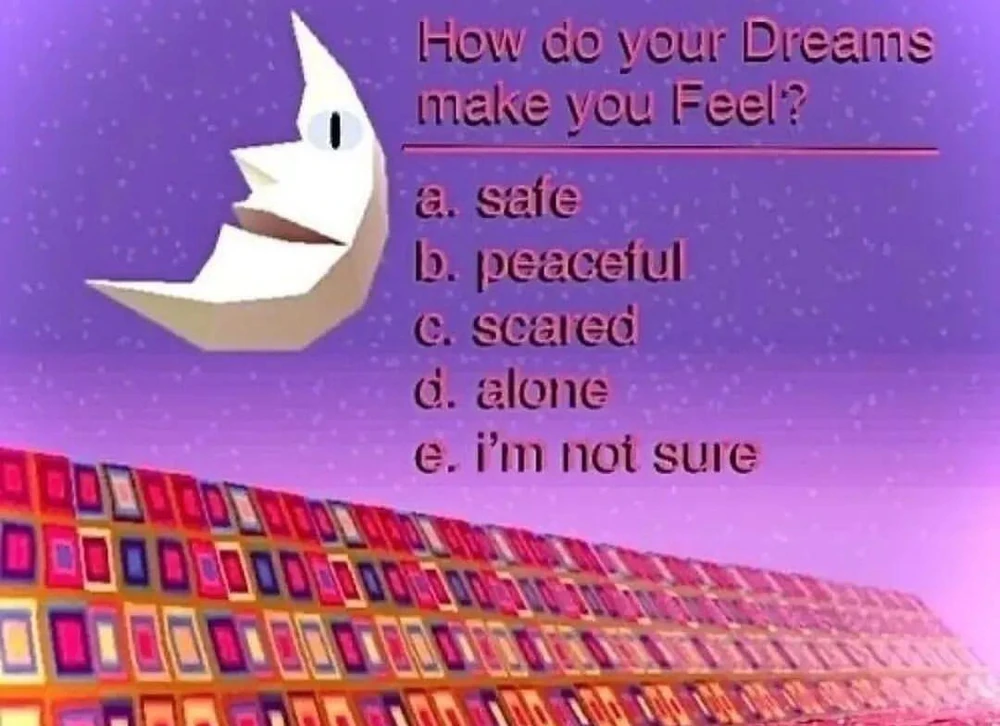 How do your Dreams
make you Feel?
a. safe
b. peaceful
c. scared
d. alone
e. i'm not sure